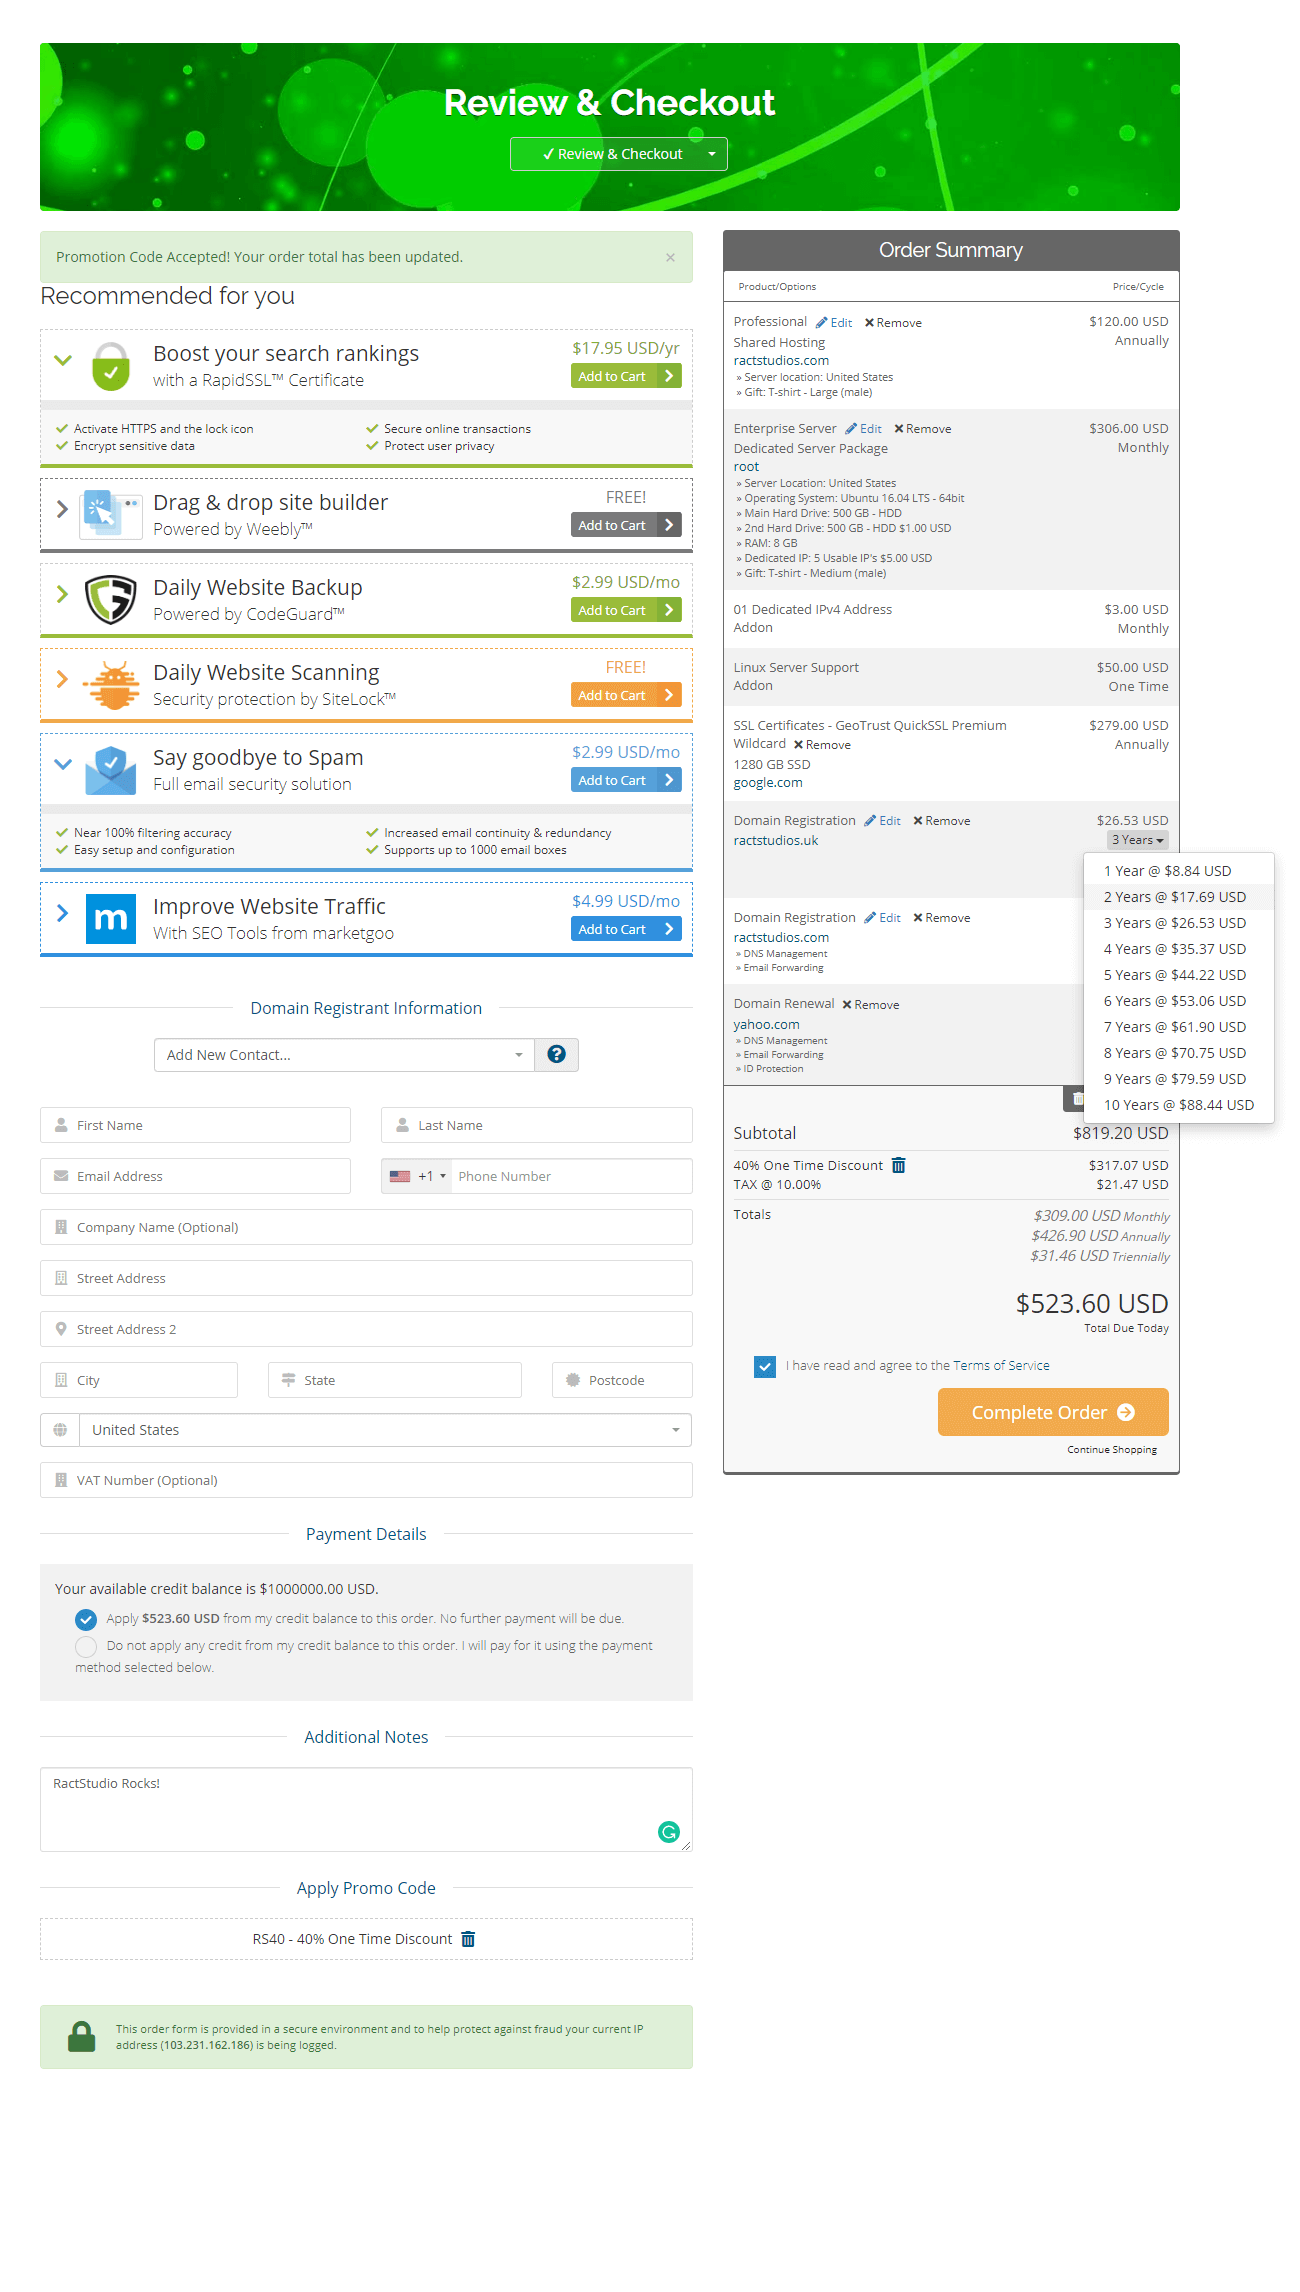 Review & Checkout
✓ Review & Checkout
Promotion Code Accepted! Your order total has been updated.
×
Recommended for you
Boost your search rankings
with a RapidSSL™ Certificate
$17.95 USD/yr
Add to Cart
Activate HTTPS and the lock icon
Secure online transactions
Encrypt sensitive data
Protect user privacy
Drag & drop site builder
Powered by Weebly™
FREE!
Add to Cart
Daily Website Backup
Powered by CodeGuard™
$2.99 USD/mo
Add to Cart
Daily Website Scanning
Security protection by SiteLock™
FREE!
Add to Cart
Say goodbye to Spam
Full email security solution
$2.99 USD/mo
Add to Cart
Near 100% filtering accuracy
Increased email continuity & redundancy
Easy setup and configuration
Supports up to 1000 email boxes
m
Improve Website Traffic
With SEO Tools from marketgoo
$4.99 USD/mo
Add to Cart
Domain Registrant Information
Add New Contact...
?
First Name
Last Name
Email Address
+1
Phone Number
Company Name (Optional)
Street Address
Street Address 2
City
State
Postcode
United States
VAT Number (Optional)
Payment Details
Your available credit balance is $1000000.00 USD.
Apply $523.60 USD from my credit balance to this order. No further payment will be due.
Do not apply any credit from my credit balance to this order. I will pay for it using the payment
method selected below.
Additional Notes
RactStudio Rocks!
Apply Promo Code
RS40 - 40% One Time Discount
This order form is provided in a secure environment and to help protect against fraud your current IP
address (103.231.162.186) is being logged.
Order Summary
Product/Options
Price/Cycle
Professional Edit Remove
$120.00 USD
Shared Hosting
Annually
ractstudios.com
» Server location: United States
» Gift: T-shirt - Large (male)
Enterprise Server Edit Remove
$306.00 USD
Dedicated Server Package
Monthly
root
» Server Location: United States
» Operating System: Ubuntu 16.04 LTS - 64bit
» Main Hard Drive: 500 GB - HDD
» 2nd Hard Drive: 500 GB - HDD $1.00 USD
» RAM: 8 GB
» Dedicated IP: 5 Usable IP's $5.00 USD
» Gift: T-shirt - Medium (male)
01 Dedicated IPv4 Address
$3.00 USD
Addon
Monthly
Linux Server Support
$50.00 USD
Addon
One Time
SSL Certificates - GeoTrust QuickSSL Premium
$279.00 USD
Wildcard Remove
Annually
1280 GB SSD
google.com
Domain Registration Edit Remove
$26.53 USD
ractstudios.uk
3 Years
1 Year @ $8.84 USD
2 Years @ $17.69 USD
3 Years @ $26.53 USD
4 Years @ $35.37 USD
5 Years @ $44.22 USD
6 Years @ $53.06 USD
7 Years @ $61.90 USD
8 Years @ $70.75 USD
9 Years @ $79.59 USD
10 Years @ $88.44 USD
Domain Registration Edit Remove
ractstudios.com
» DNS Management
» Email Forwarding
Domain Renewal Remove
yahoo.com
» DNS Management
» Email Forwarding
» ID Protection
Subtotal
$819.20 USD
40% One Time Discount
$317.07 USD
TAX @ 10.00%
$21.47 USD
Totals
$309.00 USD Monthly
$426.90 USD Annually
$31.46 USD Triennially
$523.60 USD
Total Due Today
I have read and agree to the Terms of Service
Complete Order
Continue Shopping